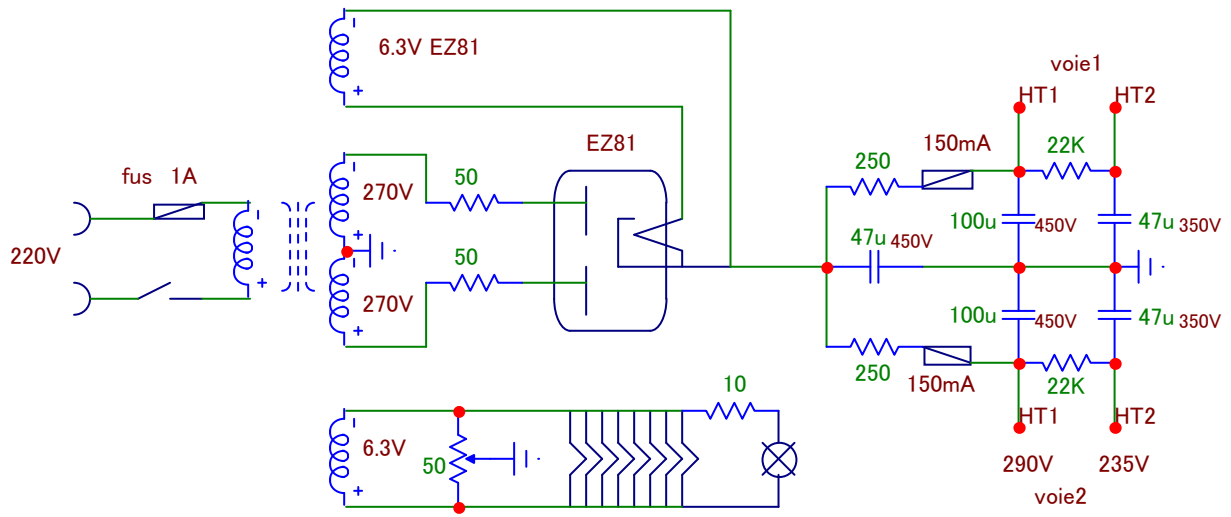 6.3V EZ81
voie1
HT1
HT2
EZ81
150mA
fus 1A
50
250
22K
270V
100u
450V
47u
350V
47u 450V
220V
50
270V
100u
450V
47u
350V
250
150mA
22K
10
HT1
HT2
6.3V
50
290V
235V
voie2